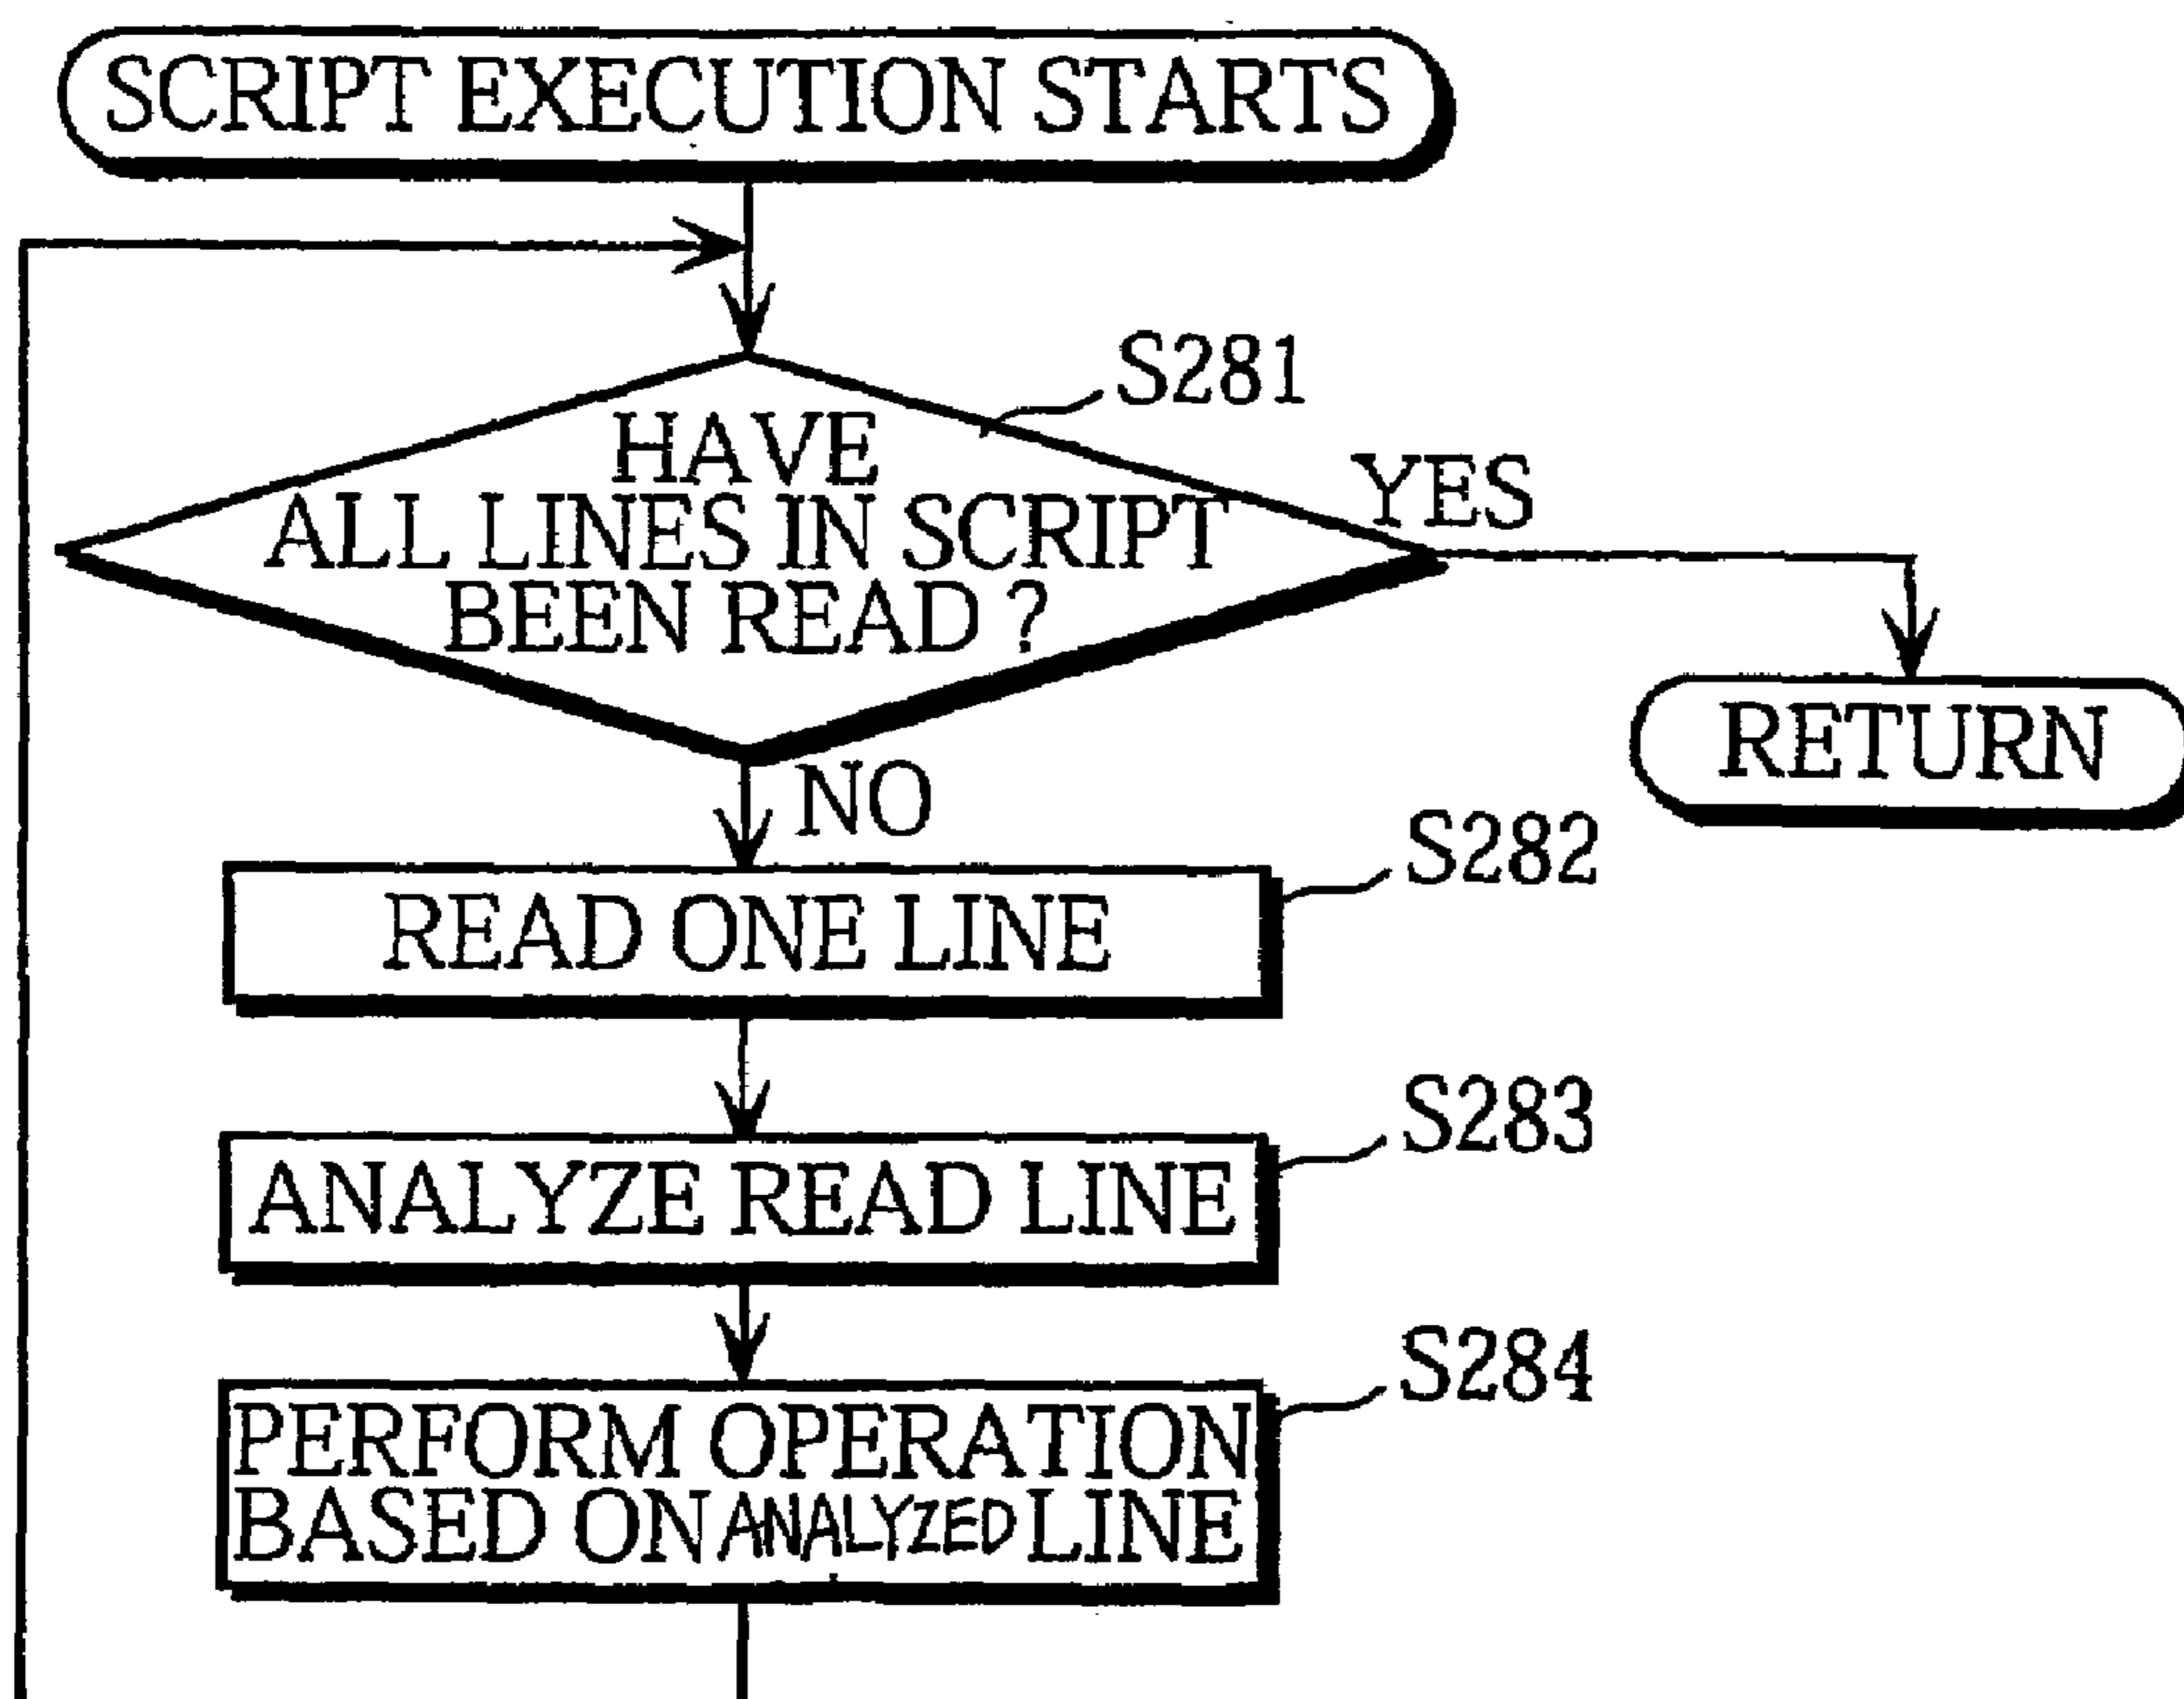 SCRIPT EXECUTION STARTS
S281
HAVE
ALL LINES IN SCRIPT
BEEN READ ?
YES
RETURN
NO
S282
READ ONE LINE
S283
ANALYZE READ LINE
S284
PERFORM OPERATION
BASED ON ANALYZED LINE